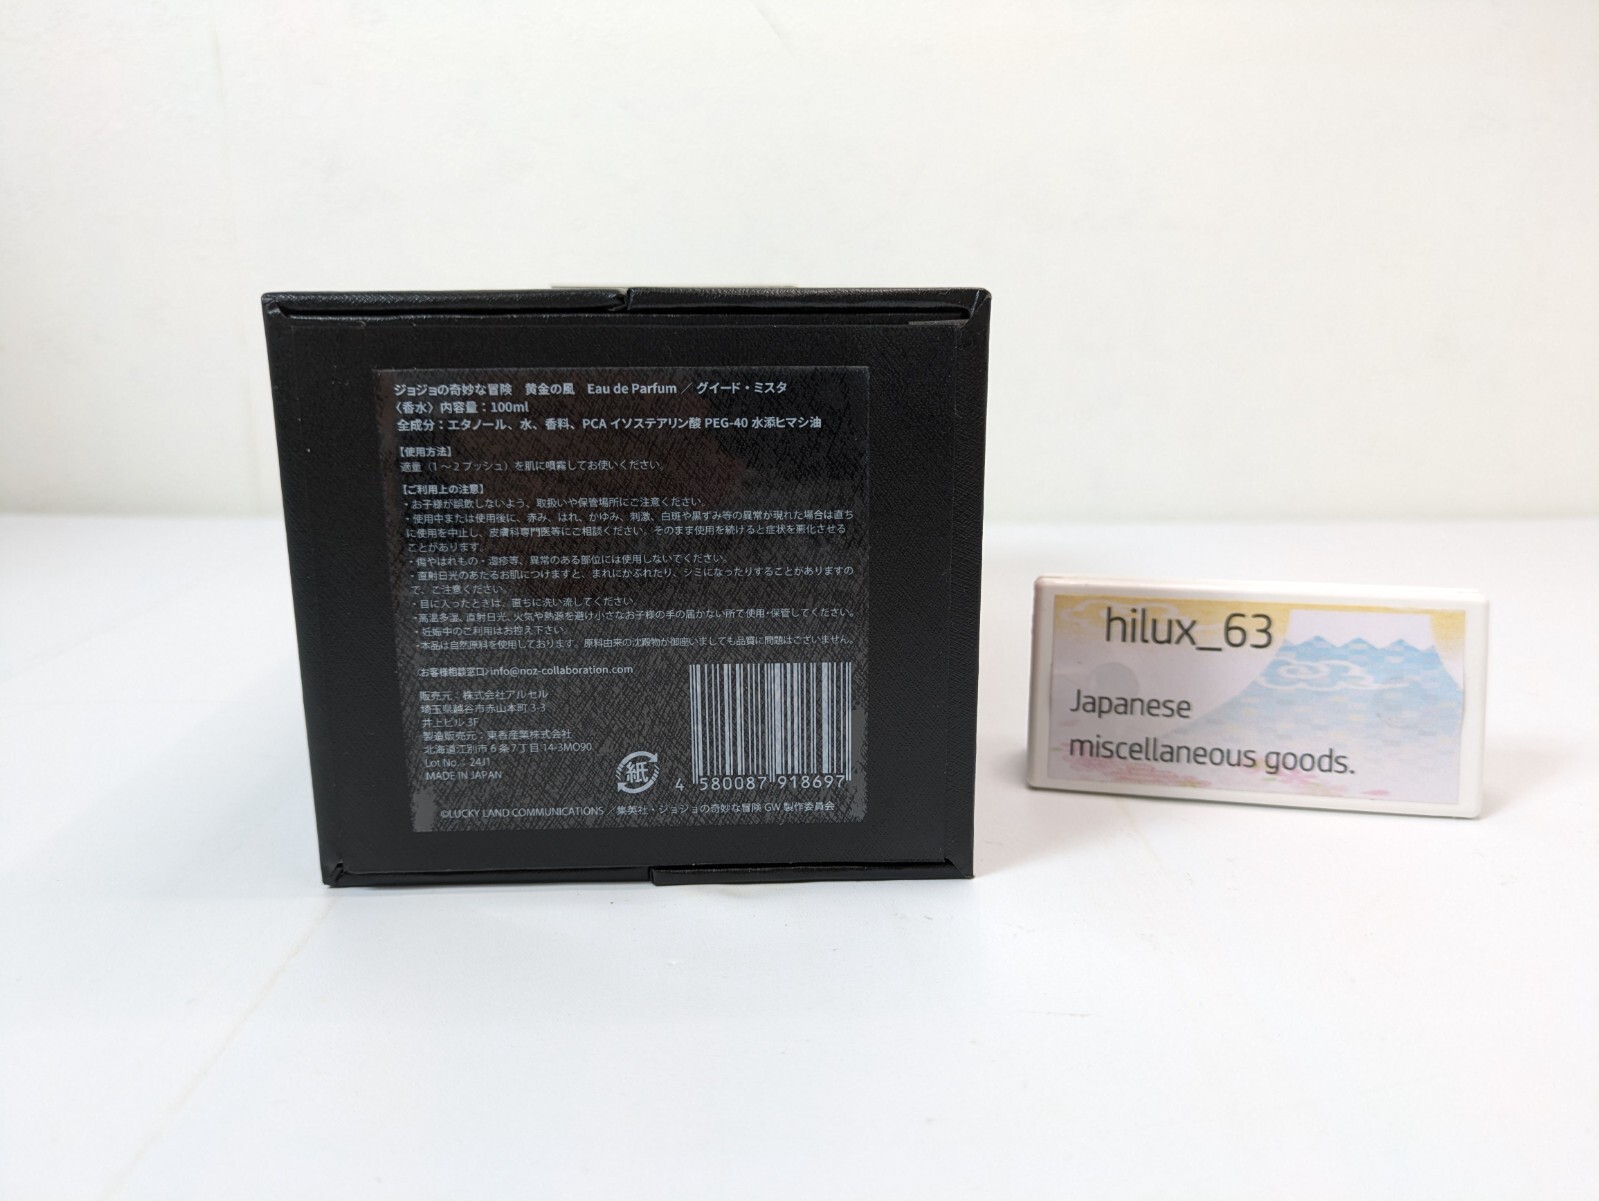 ジョジョの奇妙な冒険 黄金の風 Eau de Parfum／グイード・ミスタ
〈香水〉内容量：100ml
全成分：エタノール、水、香料、PCA イソステアリン酸 PEG-40 水添ヒマシ油
【使用方法】
適量（1～2プッシュ）を肌に噴霧してお使いください。
【ご利用上の注意】
・お子様が誤飲しないよう、取扱いや保管場所にご注意ください。
・使用中または使用後に、赤み、はれ、かゆみ、刺激、白斑や黒ずみ等の異常が現れた場合は直ち
に使用を中止し、皮膚科専門医等にご相談ください。そのまま使用を続けると症状を悪化させる
ことがあります。
・傷やはれもの・湿疹等、異常のある部位には使用しないでください。
・直射日光のあたるお肌につけますと、まれにかぶれたり、シミになったりすることがありますの
で、ご注意ください。
・目に入ったときは、直ちに洗い流してください
・高温多湿、直射日光、火気や熱源を避け小さなお子様の手の届かない所で使用・保管してください。
・妊娠中のご利用はお控え下さい
・本品は自然原料を使用しております。原料由来の沈殿物が御座いましても品質に問題はございません。
〈お客様相談窓口〉info@noz-collaboration.com
販売元：株式会社アルセル
埼玉県越谷市赤山本町 3-3
井上ビル 3F
製造販売元：東香産業株式会社
北海道江別市 6 条 7 丁目 14-3MO90
Lot No.：24J1
MADE IN JAPAN
紙
4 580087 918697
©LUCKY LAND COMMUNICATIONS ／集英社・ジョジョの奇妙な冒険 GW 製作委員会
hilux_63
Japanese
miscellaneous goods.